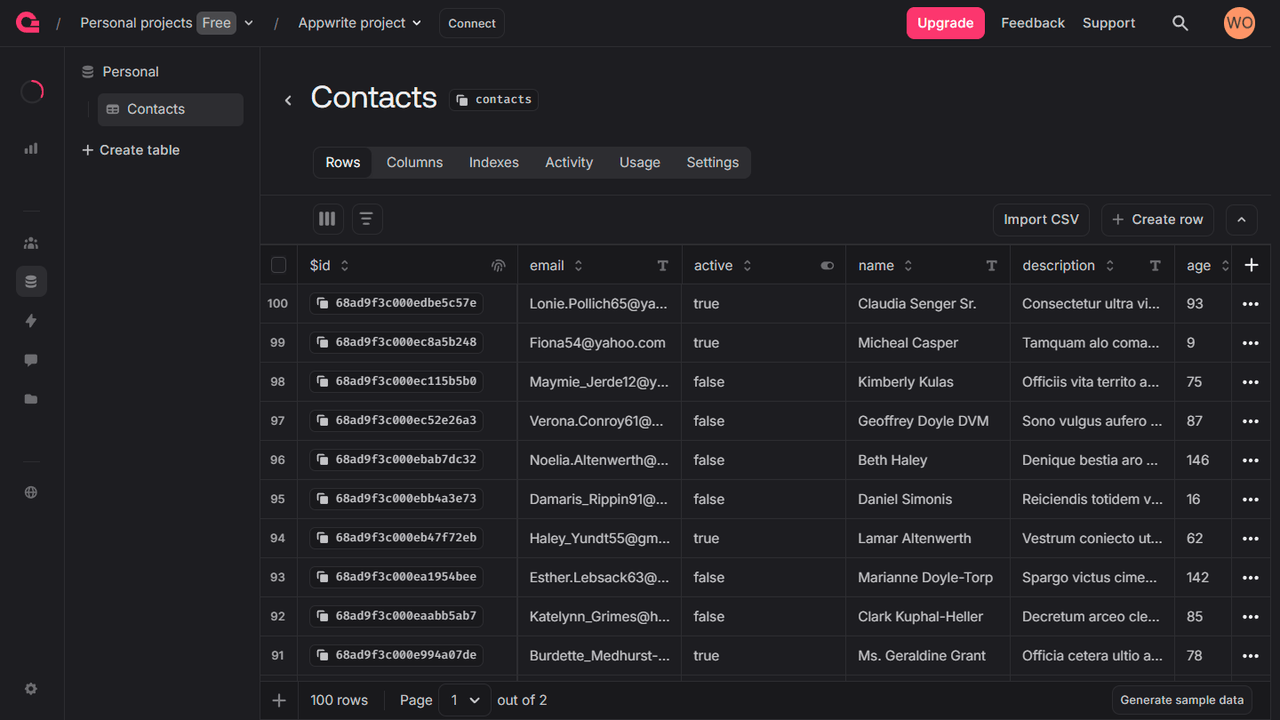 / Personal projects Free / Appwrite project Connect Upgrade Feedback Support WO
Personal
Contacts
Create table
Contacts contacts
Rows Columns Indexes Activity Usage Settings
Import CSV Create row
$id email active name description age
100 68ad9f3c000edbe5c57e Lonie.Pollich65@ya... true Claudia Senger Sr. Consectetur ultra vi... 93
99 68ad9f3c000ec8a5b248 Fiona54@yahoo.com true Micheal Casper Tamquam alo coma... 9
98 68ad9f3c000ec115b5b0 Maymie_Jerde12@y... false Kimberly Kulas Officiis vita territo a... 75
97 68ad9f3c000ec52e26a3 Verona.Conroy61@... false Geoffrey Doyle DVM Sono vulgus aufero ... 87
96 68ad9f3c000ebab7dc32 Noelia.Altenwerth@... false Beth Haley Denique bestia aro ... 146
95 68ad9f3c000ebb4a3e73 Damaris_Rippin91@... false Daniel Simonis Reiciendis totidem v... 16
94 68ad9f3c000eb47f72eb Haley_Yundt55@gm... true Lamar Altenwerth Vestrum coniecto ut... 62
93 68ad9f3c000ea1954bee Esther.Lebsack63@... false Marianne Doyle-Torp Spargo victus cime... 142
92 68ad9f3c000eaabb5ab7 Katelynn_Grimes@h... false Clark Kuphal-Heller Decretum arceo cle... 85
91 68ad9f3c000e994a07de Burdette_Medhurst-... true Ms. Geraldine Grant Officia cetera ultio a... 78
100 rows Page 1 out of 2 Generate sample data